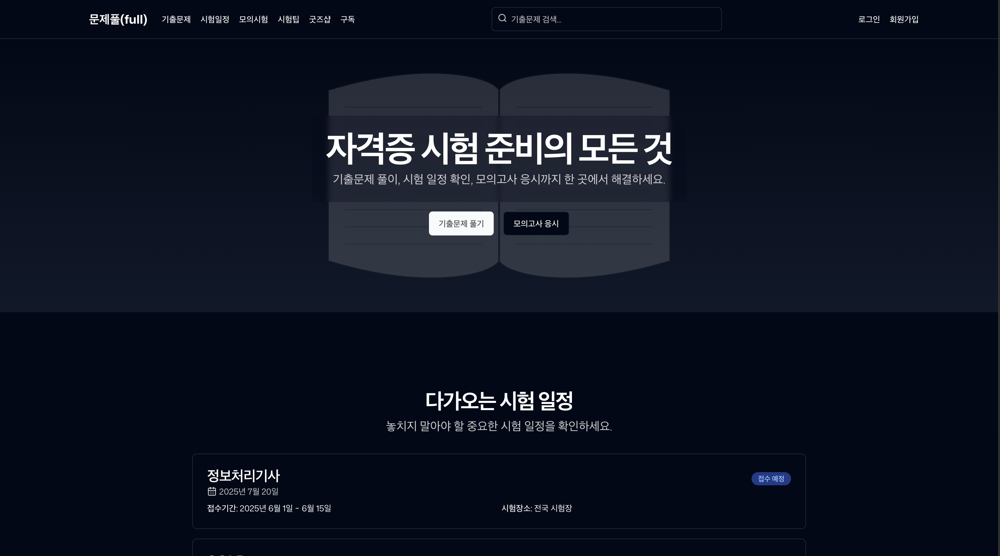 문제풀(full)
기출문제 시험일정 모의시험 시험팁 굿즈샵 구독
기출문제 검색...
로그인 회원가입
자격증 시험 준비의 모든 것
기출문제 풀이, 시험 일정 확인, 모의고사 응시까지 한 곳에서 해결하세요.
기출문제 풀기 모의고사 응시
다가오는 시험 일정
놓치지 말아야 할 중요한 시험 일정을 확인하세요.
정보처리기사
접수 예정
2025년 7월 20일
접수기간: 2025년 6월 1일 ~ 6월 15일
시험장소: 전국 시험장